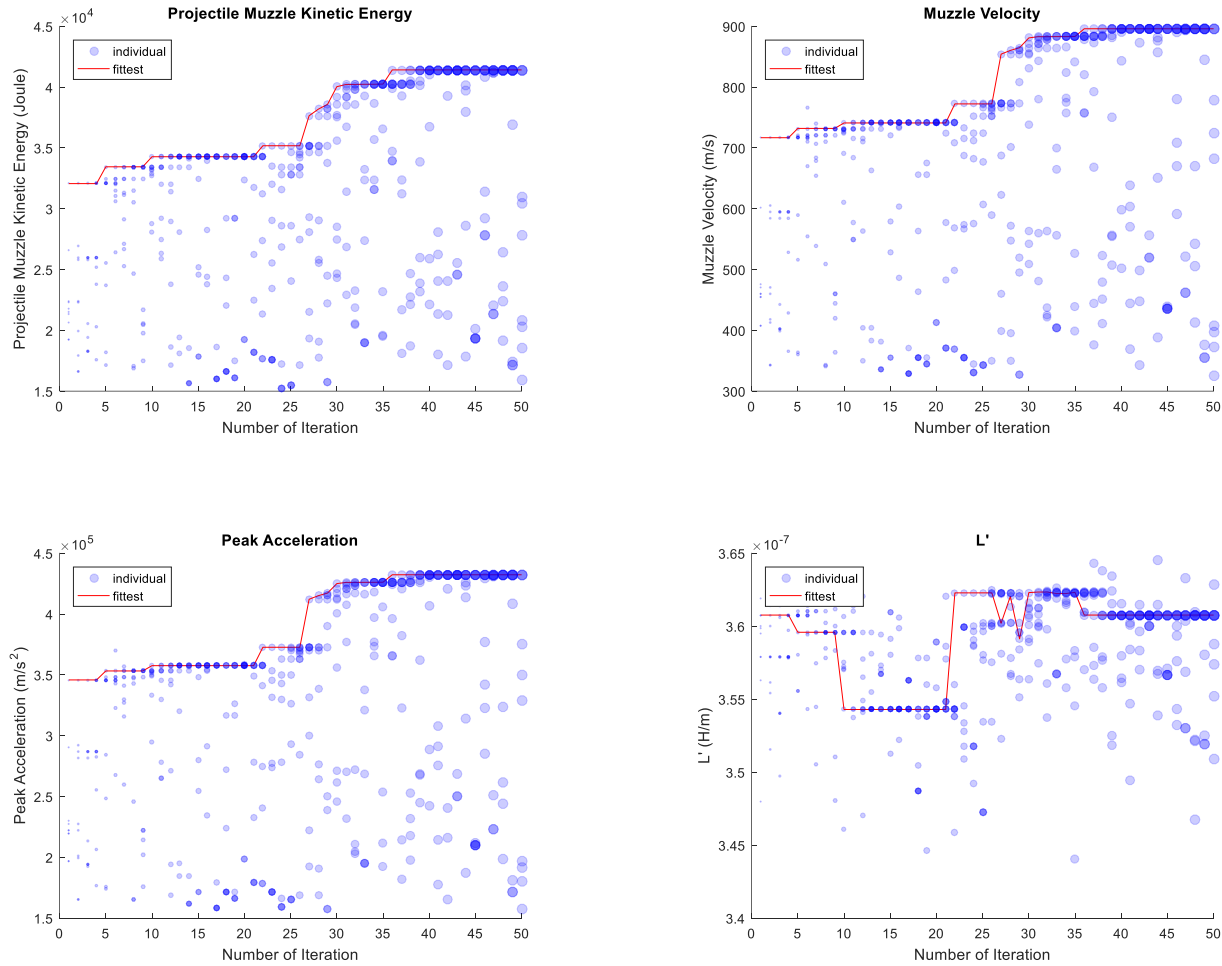 Projectile Muzzle Kinetic Energy
× 10^4
4.5
4
3.5
3
2.5
2
1.5
Projectile Muzzle Kinetic Energy (Joule)
individual
fittest
0 5 10 15 20 25 30 35 40 45 50
Number of Iteration
Muzzle Velocity
900
800
700
600
500
400
300
Muzzle Velocity (m/s)
individual
fittest
0 5 10 15 20 25 30 35 40 45 50
Number of Iteration
Peak Acceleration
× 10^5
4.5
4
3.5
3
2.5
2
1.5
Peak Acceleration (m/s^2)
individual
fittest
0 5 10 15 20 25 30 35 40 45 50
Number of Iteration
L'
× 10^-7
3.65
3.6
3.55
3.5
3.45
3.4
L' (H/m)
individual
fittest
0 5 10 15 20 25 30 35 40 45 50
Number of Iteration